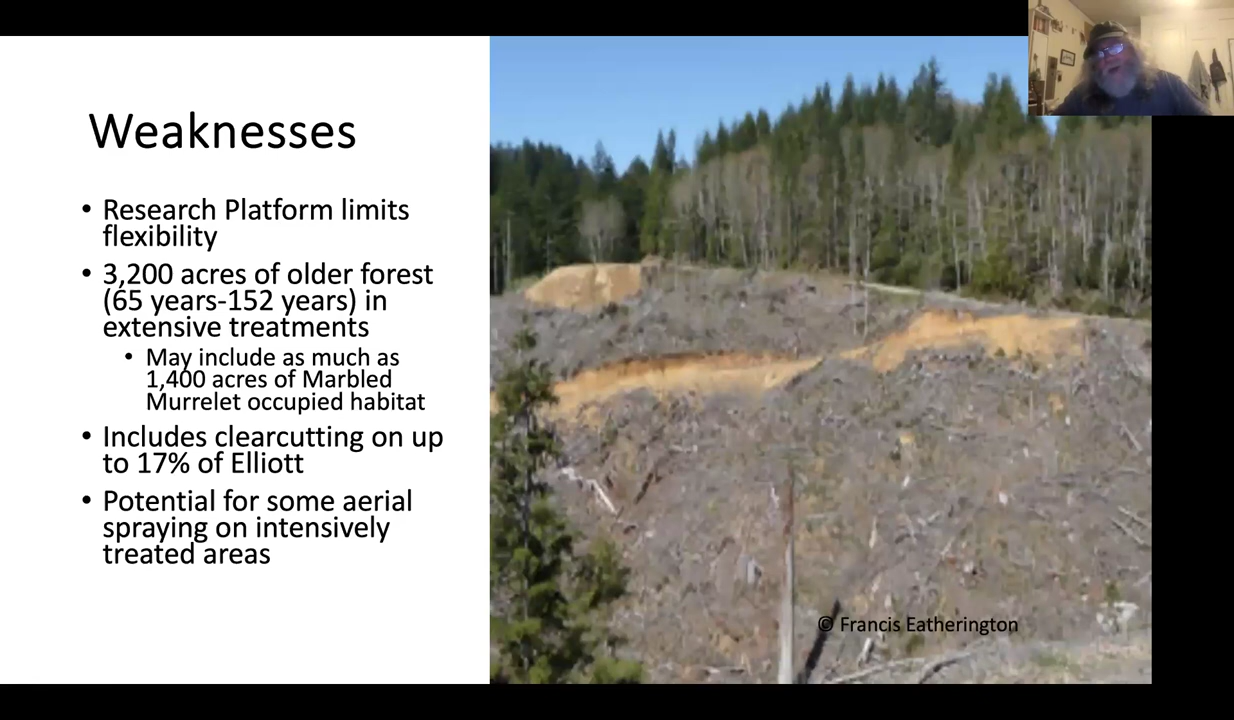 Weaknesses
• Research Platform limits
flexibility
• 3,200 acres of older forest
(65 years-152 years) in
extensive treatments
• May include as much as
1,400 acres of Marbled
Murrelet occupied habitat
• Includes clearcutting on up
to 17% of Elliott
• Potential for some aerial
spraying on intensively
treated areas
© Francis Eatherington